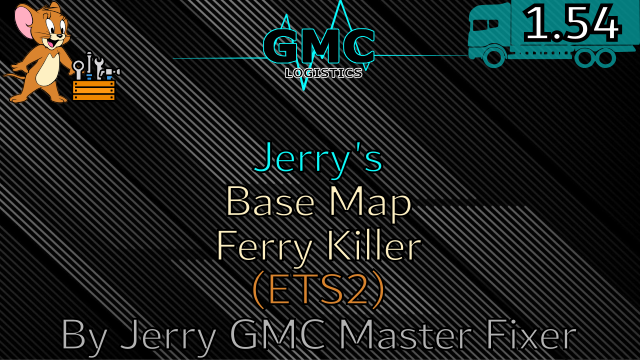 GMC
LOGISTICS
1.54
Jerry's
Base Map
Ferry Killer
(ETS2)
By Jerry GMC Master Fixer